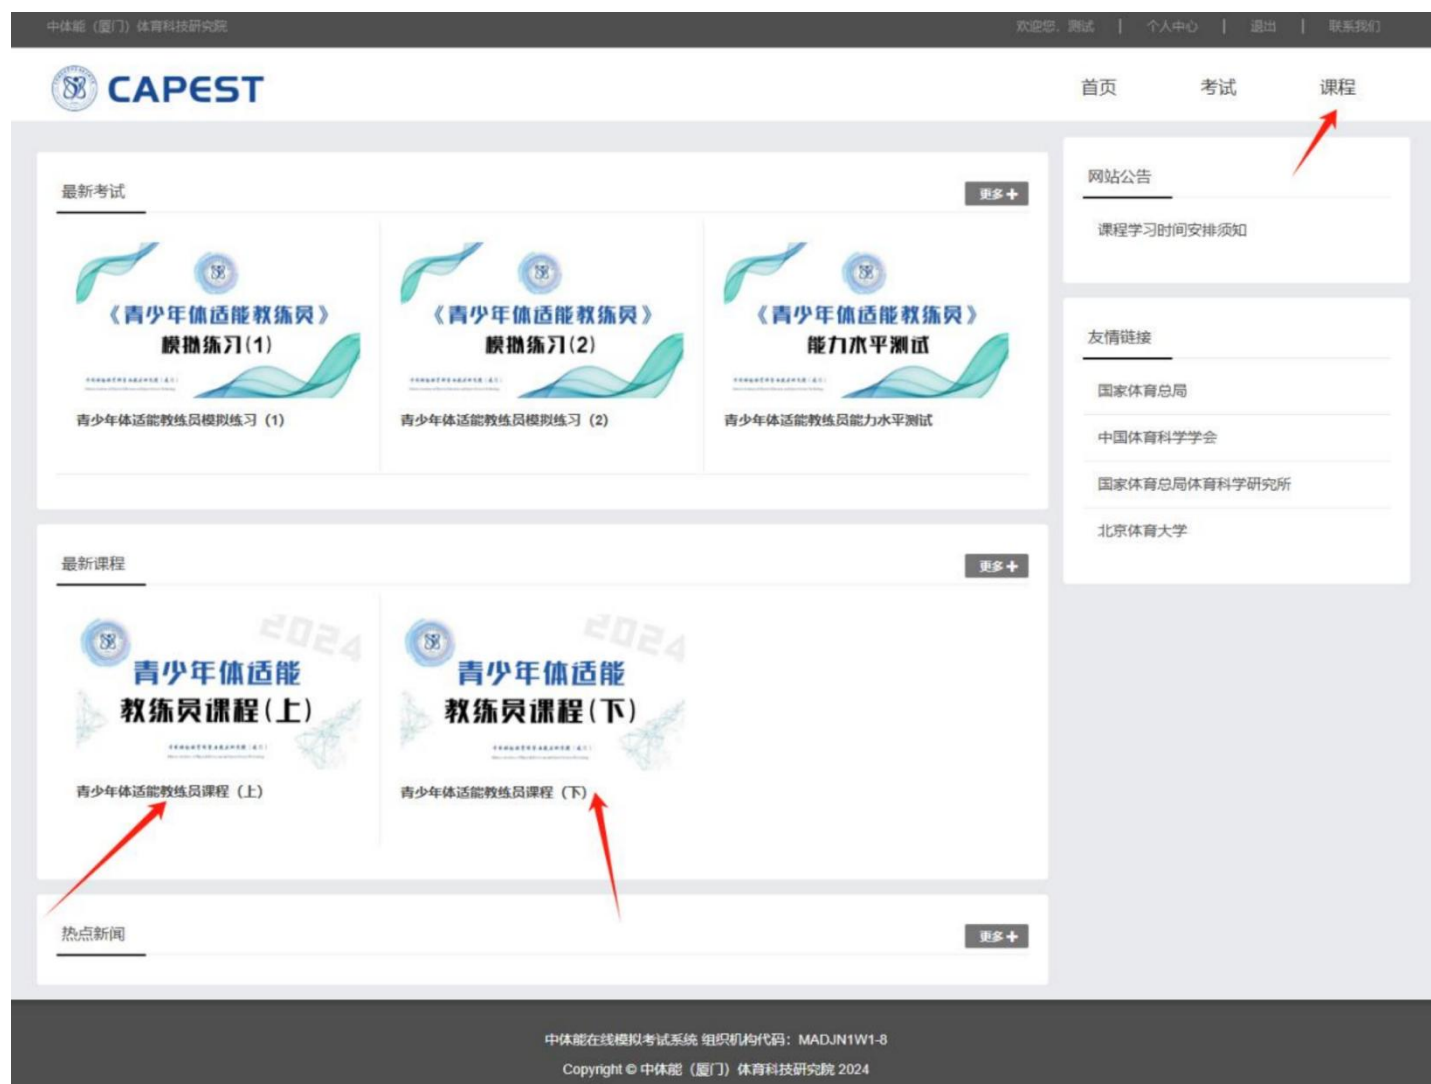 中体能（厦门）体育科技研究院
欢迎您，测试 | 个人中心 | 退出 | 联系我们
CAPEST
首页 考试 课程
最新考试
更多+
《青少年体适能教练员》
模拟练习(1)
青少年体适能教练员模拟练习（1）
《青少年体适能教练员》
模拟练习(2)
青少年体适能教练员模拟练习（2）
《青少年体适能教练员》
能力水平测试
青少年体适能教练员能力水平测试
网站公告
课程学习时间安排须知
友情链接
国家体育总局
中国体育科学学会
国家体育总局体育科学研究所
北京体育大学
最新课程
更多+
2024
青少年体适能
教练员课程(上)
青少年体适能教练员课程（上）
2024
青少年体适能
教练员课程(下)
青少年体适能教练员课程（下）
热点新闻
更多+
中体能在线模拟考试系统 组织机构代码：MADJN1W1-8
Copyright © 中体能（厦门）体育科技研究院 2024